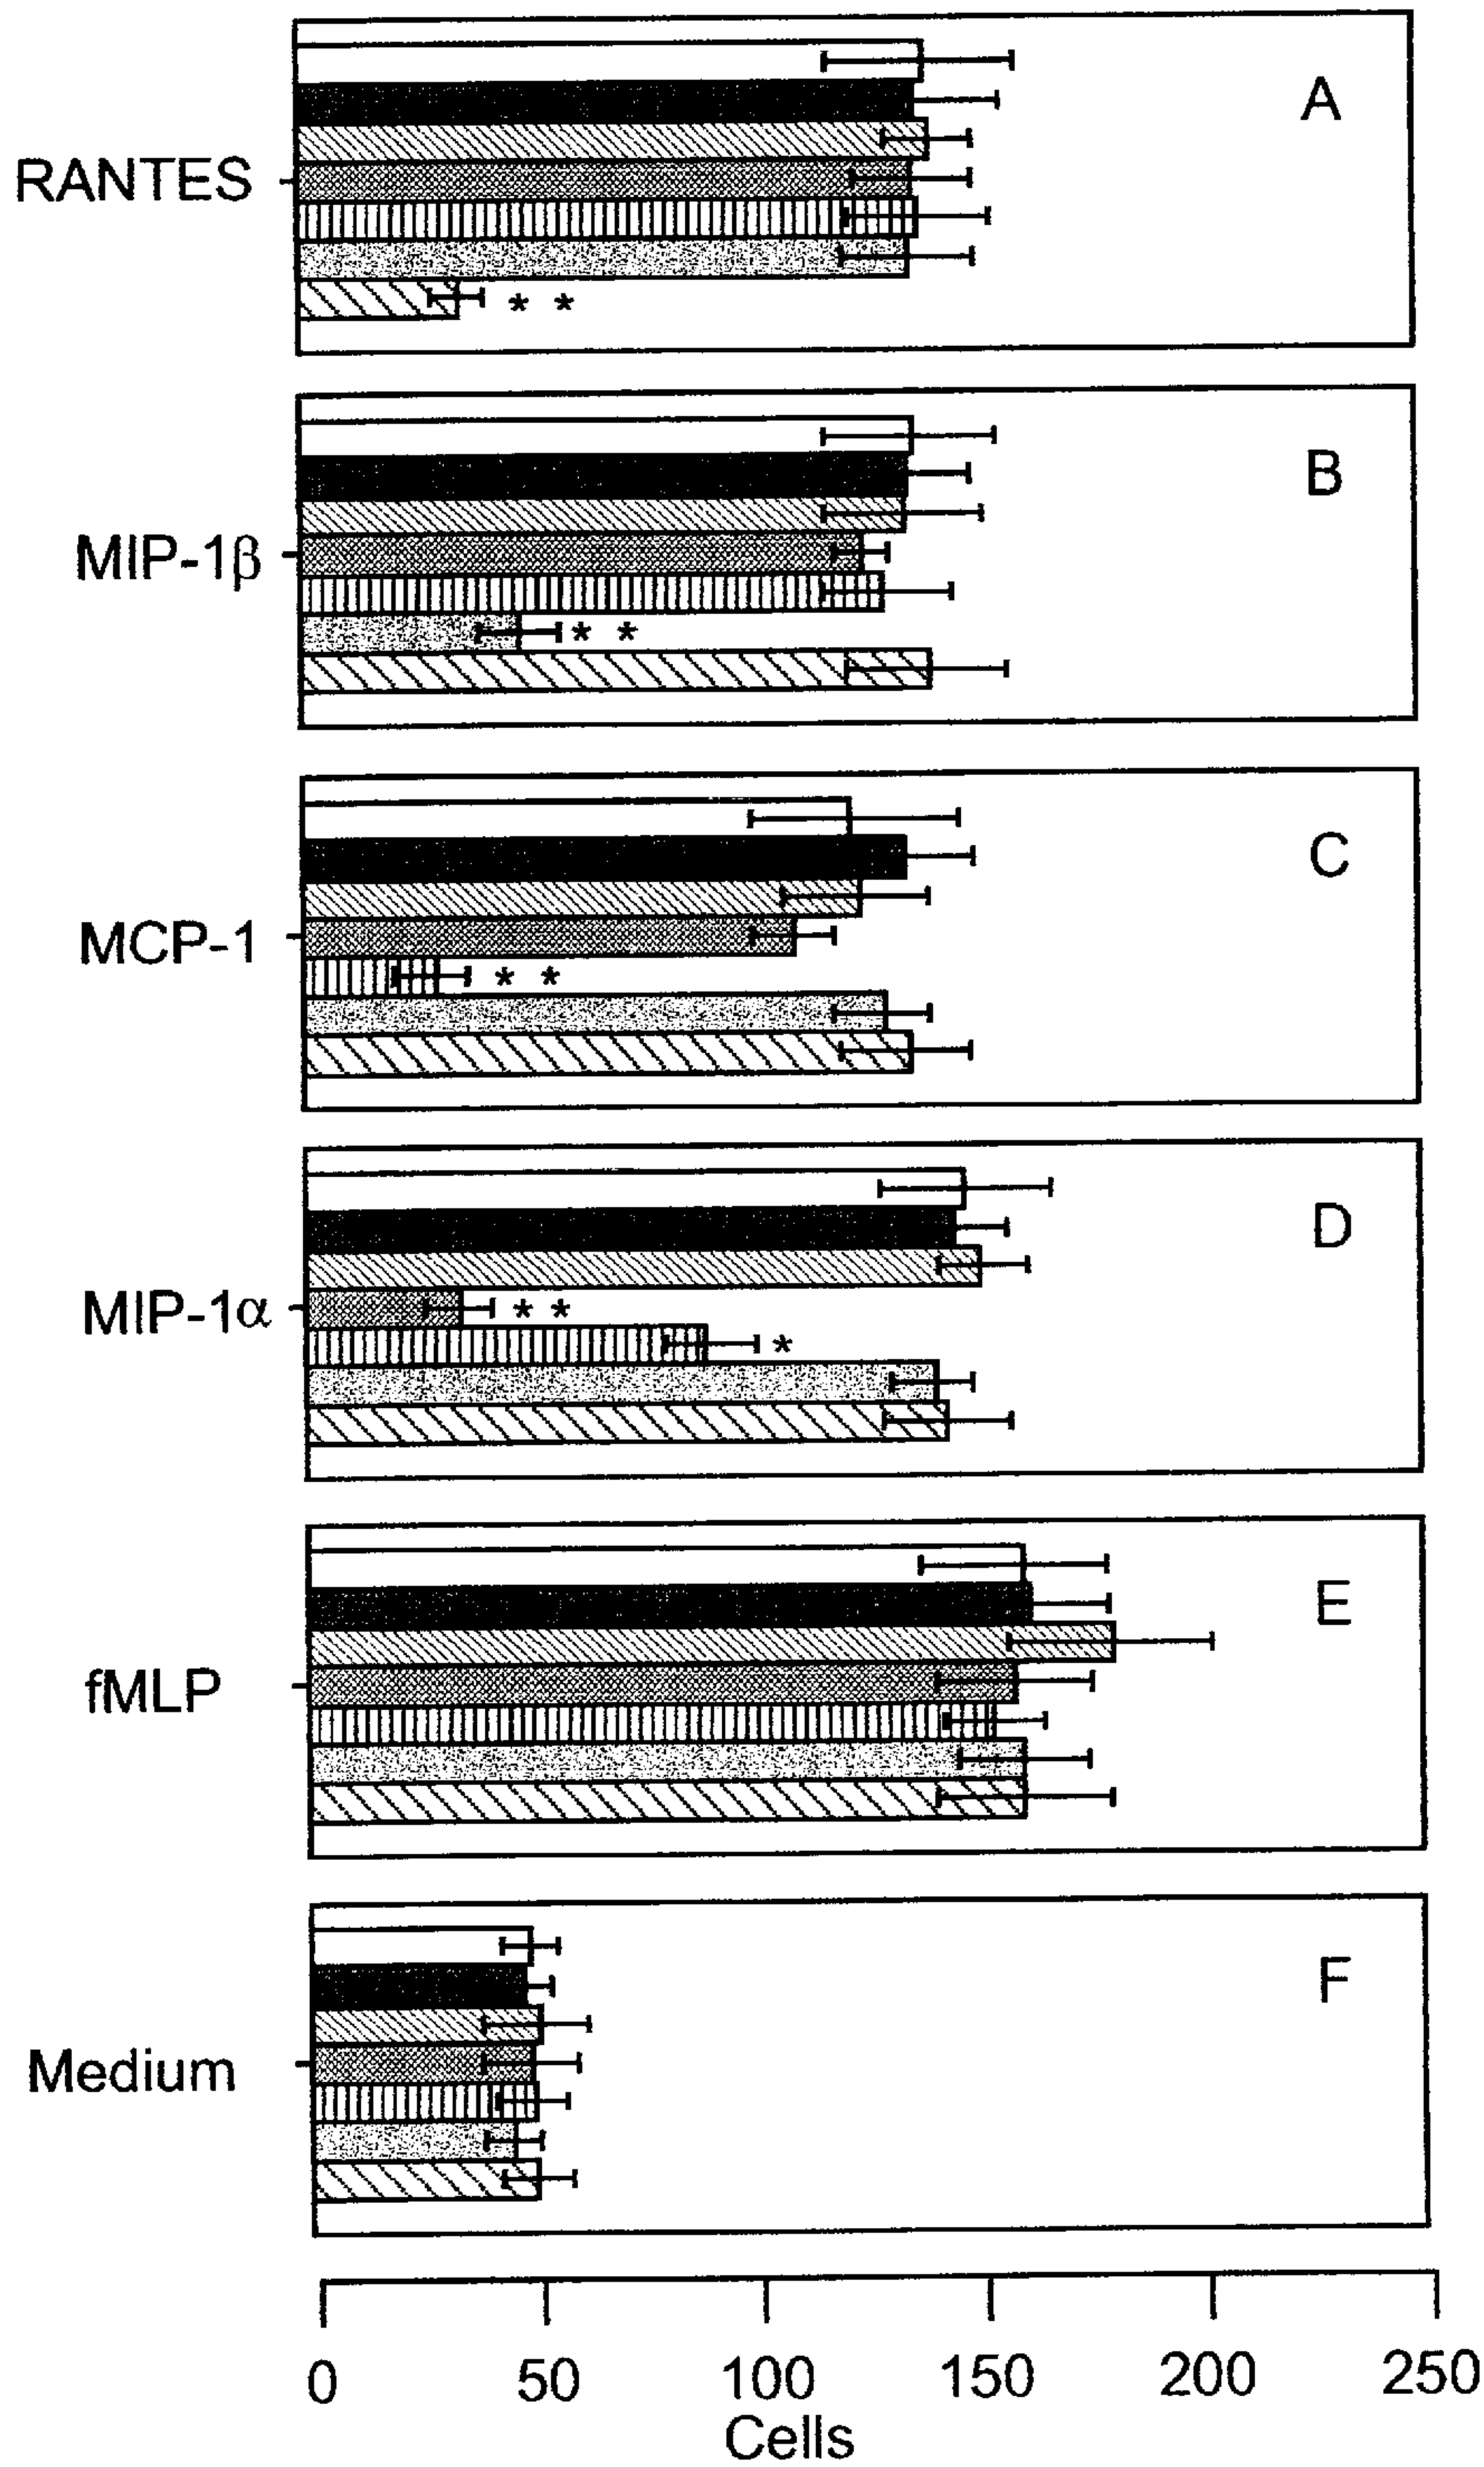 A
RANTES
* *
B
MIP-1β
* *
C
MCP-1
* *
D
MIP-1α
* *
*
E
fMLP
F
Medium
0 50 100 150 200 250
Cells